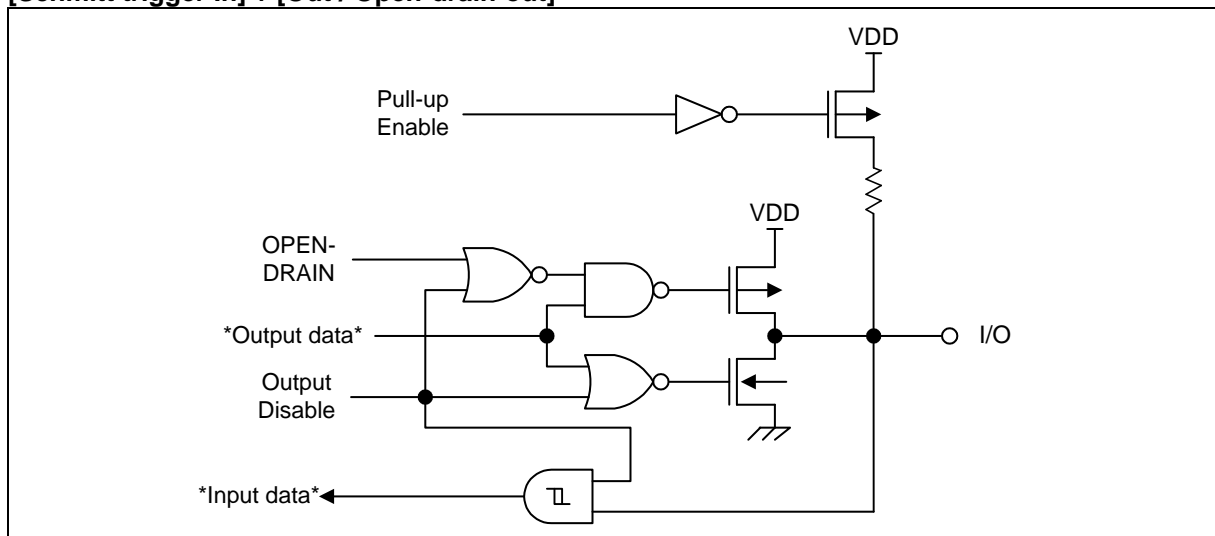 VDD
Pull-up
Enable
VDD
OPEN-
DRAIN
*Output data*
I/O
Output
Disable
*Input data*